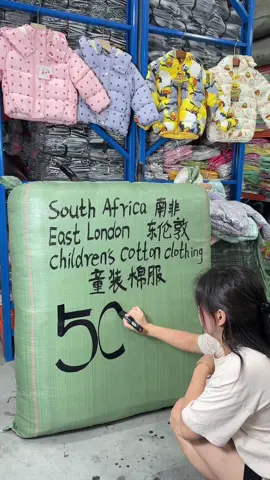 South Africa 南非
East London 东伦敦
children's cotton clothing
童装棉服
50